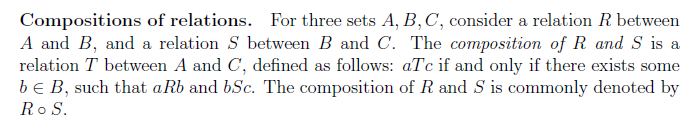 Compositions of relations. For three sets A, B, C, consider a relation R between
A and B, and a relation S between B and C. The composition of R and S is a
relation T between A and C, defined as follows: aTc if and only if there exists some
b ∈ B, such that aRb and bSc. The composition of R and S is commonly denoted by
R ∘ S.